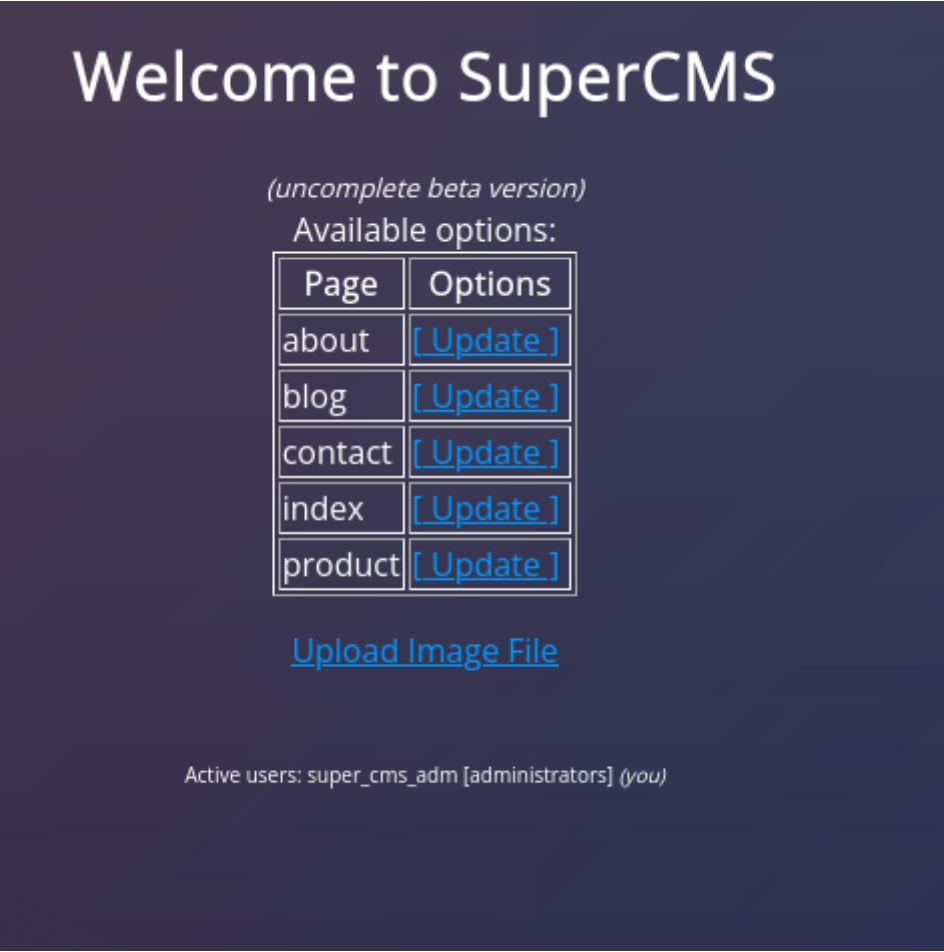 Welcome to SuperCMS
(uncomplete beta version)
Available options:
Page Options
about [ Update ]
blog [ Update ]
contact [ Update ]
index [ Update ]
product [ Update ]
Upload Image File
Active users: super_cms_adm [administrators] (you)